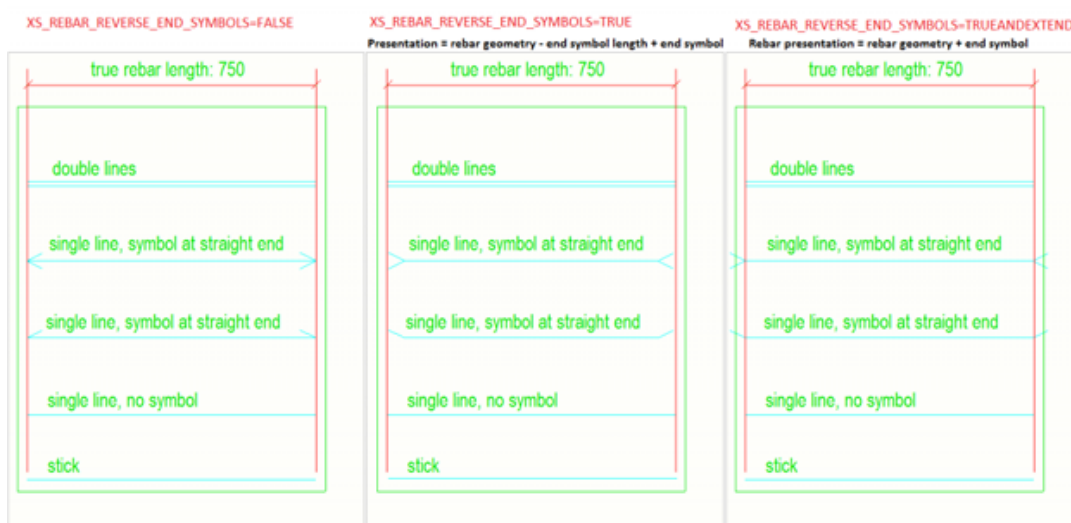 XS_REBAR_REVERSE_END_SYMBOLS=FALSE
true rebar length: 750
double lines
single line, symbol at straight end
single line, symbol at straight end
single line, no symbol
stick
XS_REBAR_REVERSE_END_SYMBOLS=TRUE
Presentation = rebar geometry - end symbol length + end symbol
true rebar length: 750
double lines
single line, symbol at straight end
single line, symbol at straight end
single line, no symbol
stick
XS_REBAR_REVERSE_END_SYMBOLS=TRUEANDEXTEND
Rebar presentation = rebar geometry + end symbol
true rebar length: 750
double lines
single line, symbol at straight end
single line, symbol at straight end
single line, no symbol
stick